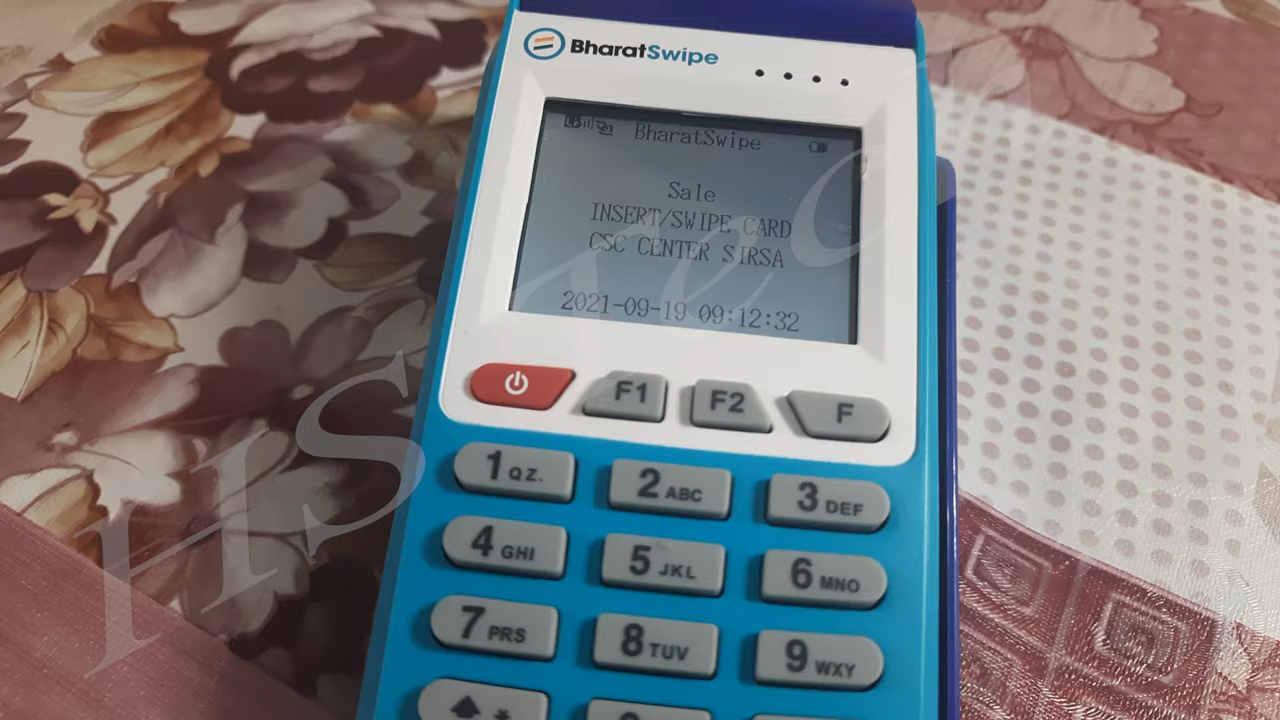 BharatSwipe
BharatSwipe
Sale
INSERT/SWIPE CARD
CSC CENTER SIRSA
2021-09-19 09:12:32
F1 F2 F
1 QZ. 2 ABC 3 DEF
4 GHI 5 JKL 6 MNO
7 PRS 8 TUV 9 WXY
HS